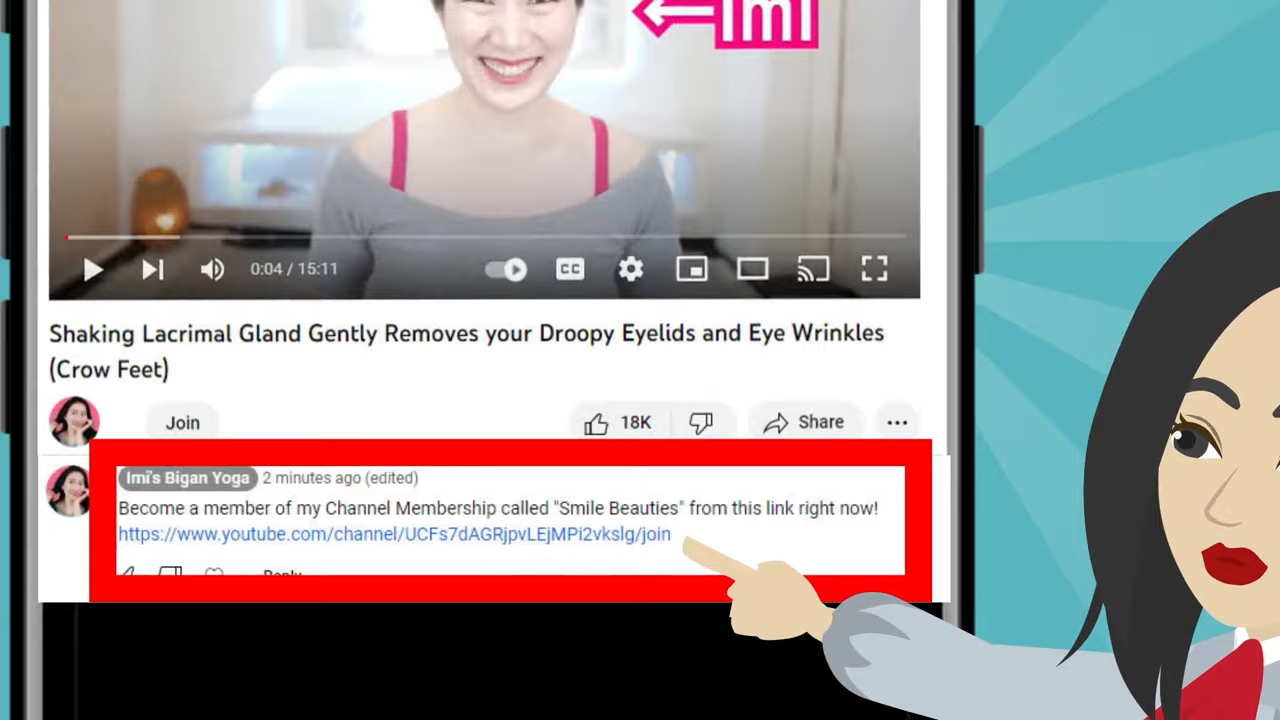 Imi
0:04 / 15:11
CC
Shaking Lacrimal Gland Gently Removes your Droopy Eyelids and Eye Wrinkles
(Crow Feet)
Join
18K
Share
Imi's Bigan Yoga 2 minutes ago (edited)
Become a member of my Channel Membership called "Smile Beauties" from this link right now!
https://www.youtube.com/channel/UCFs7dAGRjpvLEjMPi2vkslg/join
Reply